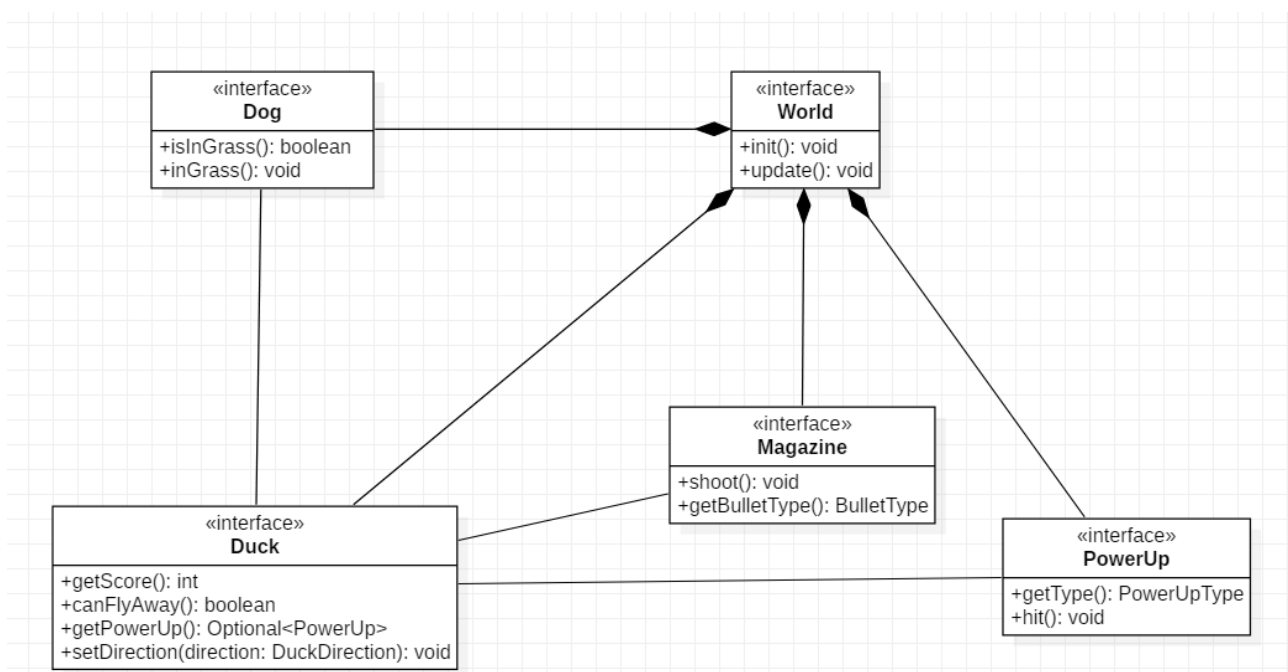 «interface»
Dog
+isInGrass(): boolean
+inGrass(): void
«interface»
World
+init(): void
+update(): void
«interface»
Magazine
+shoot(): void
+getBulletType(): BulletType
«interface»
Duck
+getScore(): int
+canFlyAway(): boolean
+getPowerUp(): Optional<PowerUp>
+setDirection(direction: DuckDirection): void
«interface»
PowerUp
+getType(): PowerUpType
+hit(): void